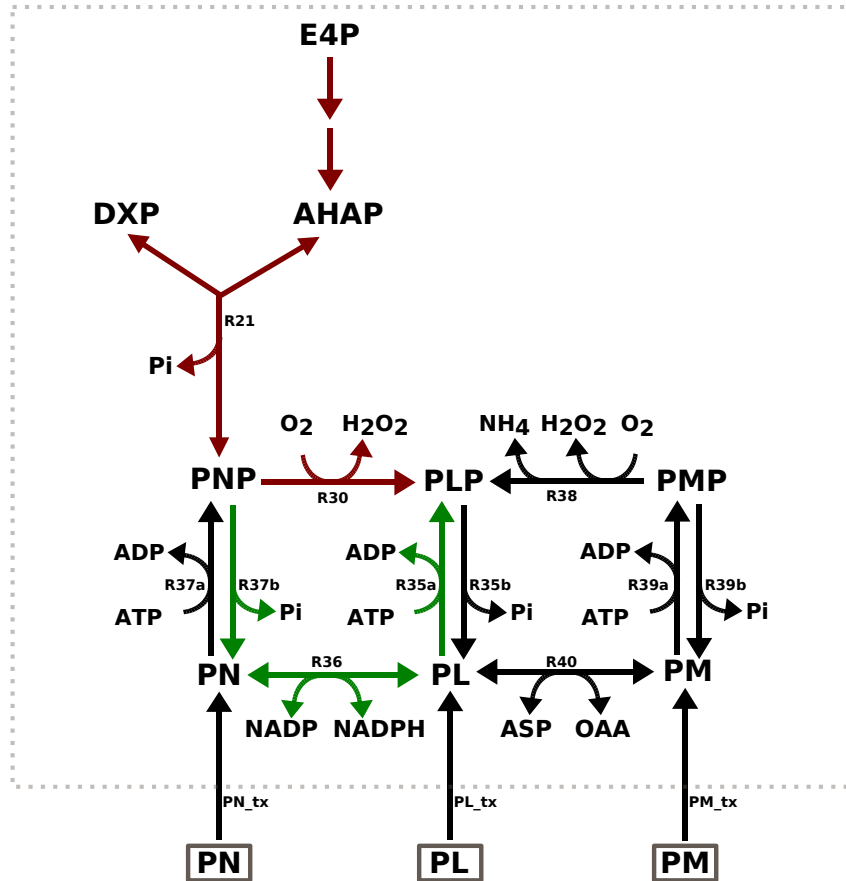 E4P
DXP AHAP
R21
Pi
O2 H2O2 NH4 H2O2 O2
PNP PLP PMP
R30 R38
ADP ADP ADP
R37a R37b R35a R35b R39a R39b
ATP Pi ATP Pi ATP Pi
R36 R40
PN PL PM
NADP NADPH ASP OAA
PN_tx PL_tx PM_tx
PN PL PM